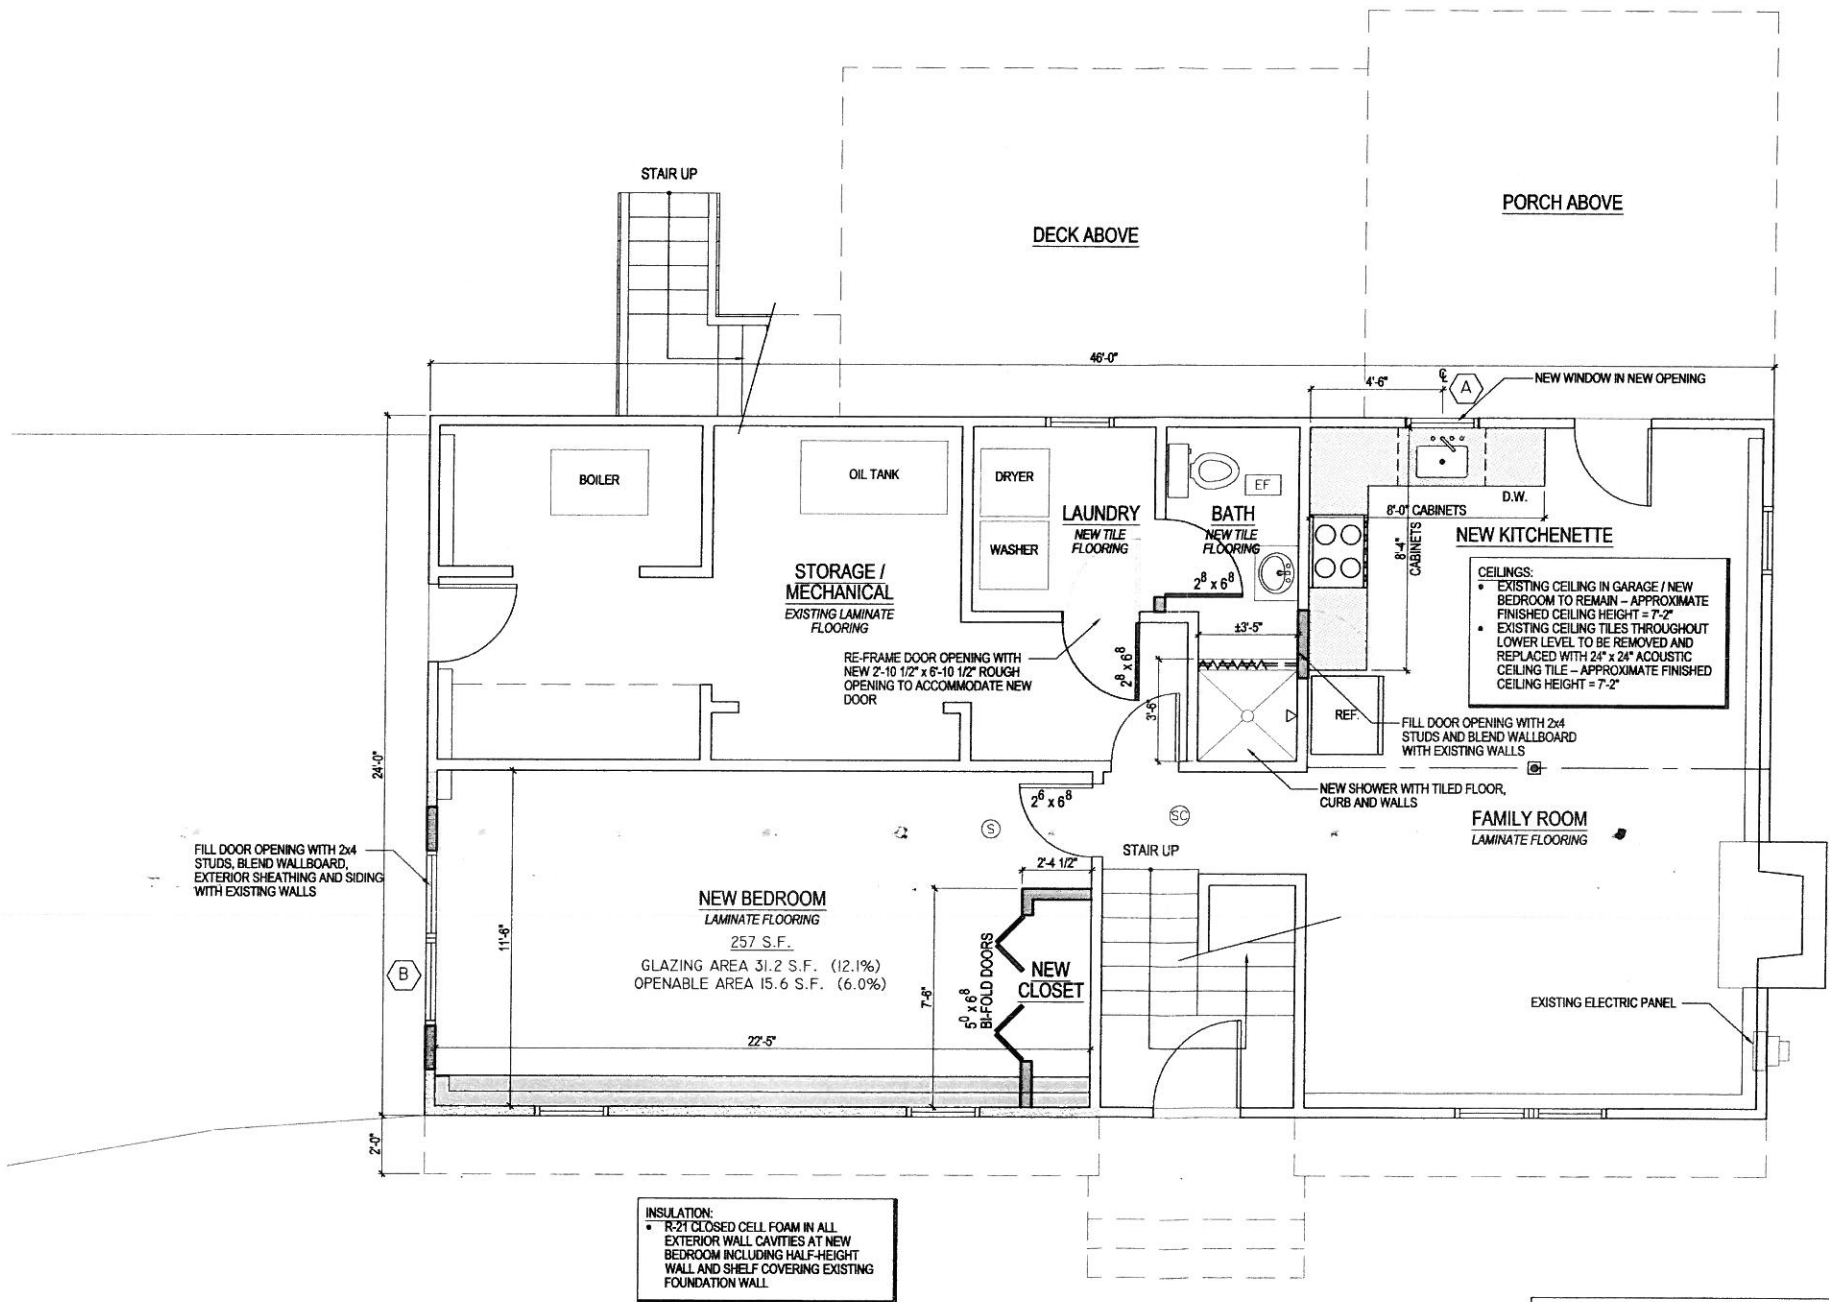 STAIR UP
PORCH ABOVE
DECK ABOVE
46'-0"
4'-6"
A
NEW WINDOW IN NEW OPENING
BOILER
OIL TANK
DRYER
WASHER
LAUNDRY
NEW TILE
FLOORING
BATH
NEW TILE
FLOORING
EF
2⁸ x 6⁸
D.W.
8'-0" CABINETS
8'-4"
CABINETS
NEW KITCHENETTE
CEILINGS:
• EXISTING CEILING IN GARAGE / NEW
BEDROOM TO REMAIN – APPROXIMATE
FINISHED CEILING HEIGHT = 7'-2"
• EXISTING CEILING TILES THROUGHOUT
LOWER LEVEL TO BE REMOVED AND
REPLACED WITH 24" x 24" ACOUSTIC
CEILING TILE – APPROXIMATE FINISHED
CEILING HEIGHT = 7'-2"
STORAGE /
MECHANICAL
EXISTING LAMINATE
FLOORING
RE-FRAME DOOR OPENING WITH
NEW 2'-10 1/2" x 6'-10 1/2" ROUGH
OPENING TO ACCOMMODATE NEW
DOOR
2⁸ x 6⁸
±3'-5"
3'-6"
REF.
FILL DOOR OPENING WITH 2x4
STUDS AND BLEND WALLBOARD
WITH EXISTING WALLS
NEW SHOWER WITH TILED FLOOR,
CURB AND WALLS
24'-0"
2⁶ x 6⁸
S
SC
FAMILY ROOM
LAMINATE FLOORING
FILL DOOR OPENING WITH 2x4
STUDS, BLEND WALLBOARD,
EXTERIOR SHEATHING AND SIDING
WITH EXISTING WALLS
STAIR UP
2'-4 1/2"
NEW BEDROOM
LAMINATE FLOORING
257 S.F.
GLAZING AREA 31.2 S.F. (12.1%)
OPENABLE AREA 15.6 S.F. (6.0%)
11'-6"
B
7'-6"
5⁰ x 6⁸
BI-FOLD DOORS
NEW
CLOSET
EXISTING ELECTRIC PANEL
22'-5"
2'-0"
INSULATION:
• R-21 CLOSED CELL FOAM IN ALL
EXTERIOR WALL CAVITIES AT NEW
BEDROOM INCLUDING HALF-HEIGHT
WALL AND SHELF COVERING EXISTING
FOUNDATION WALL